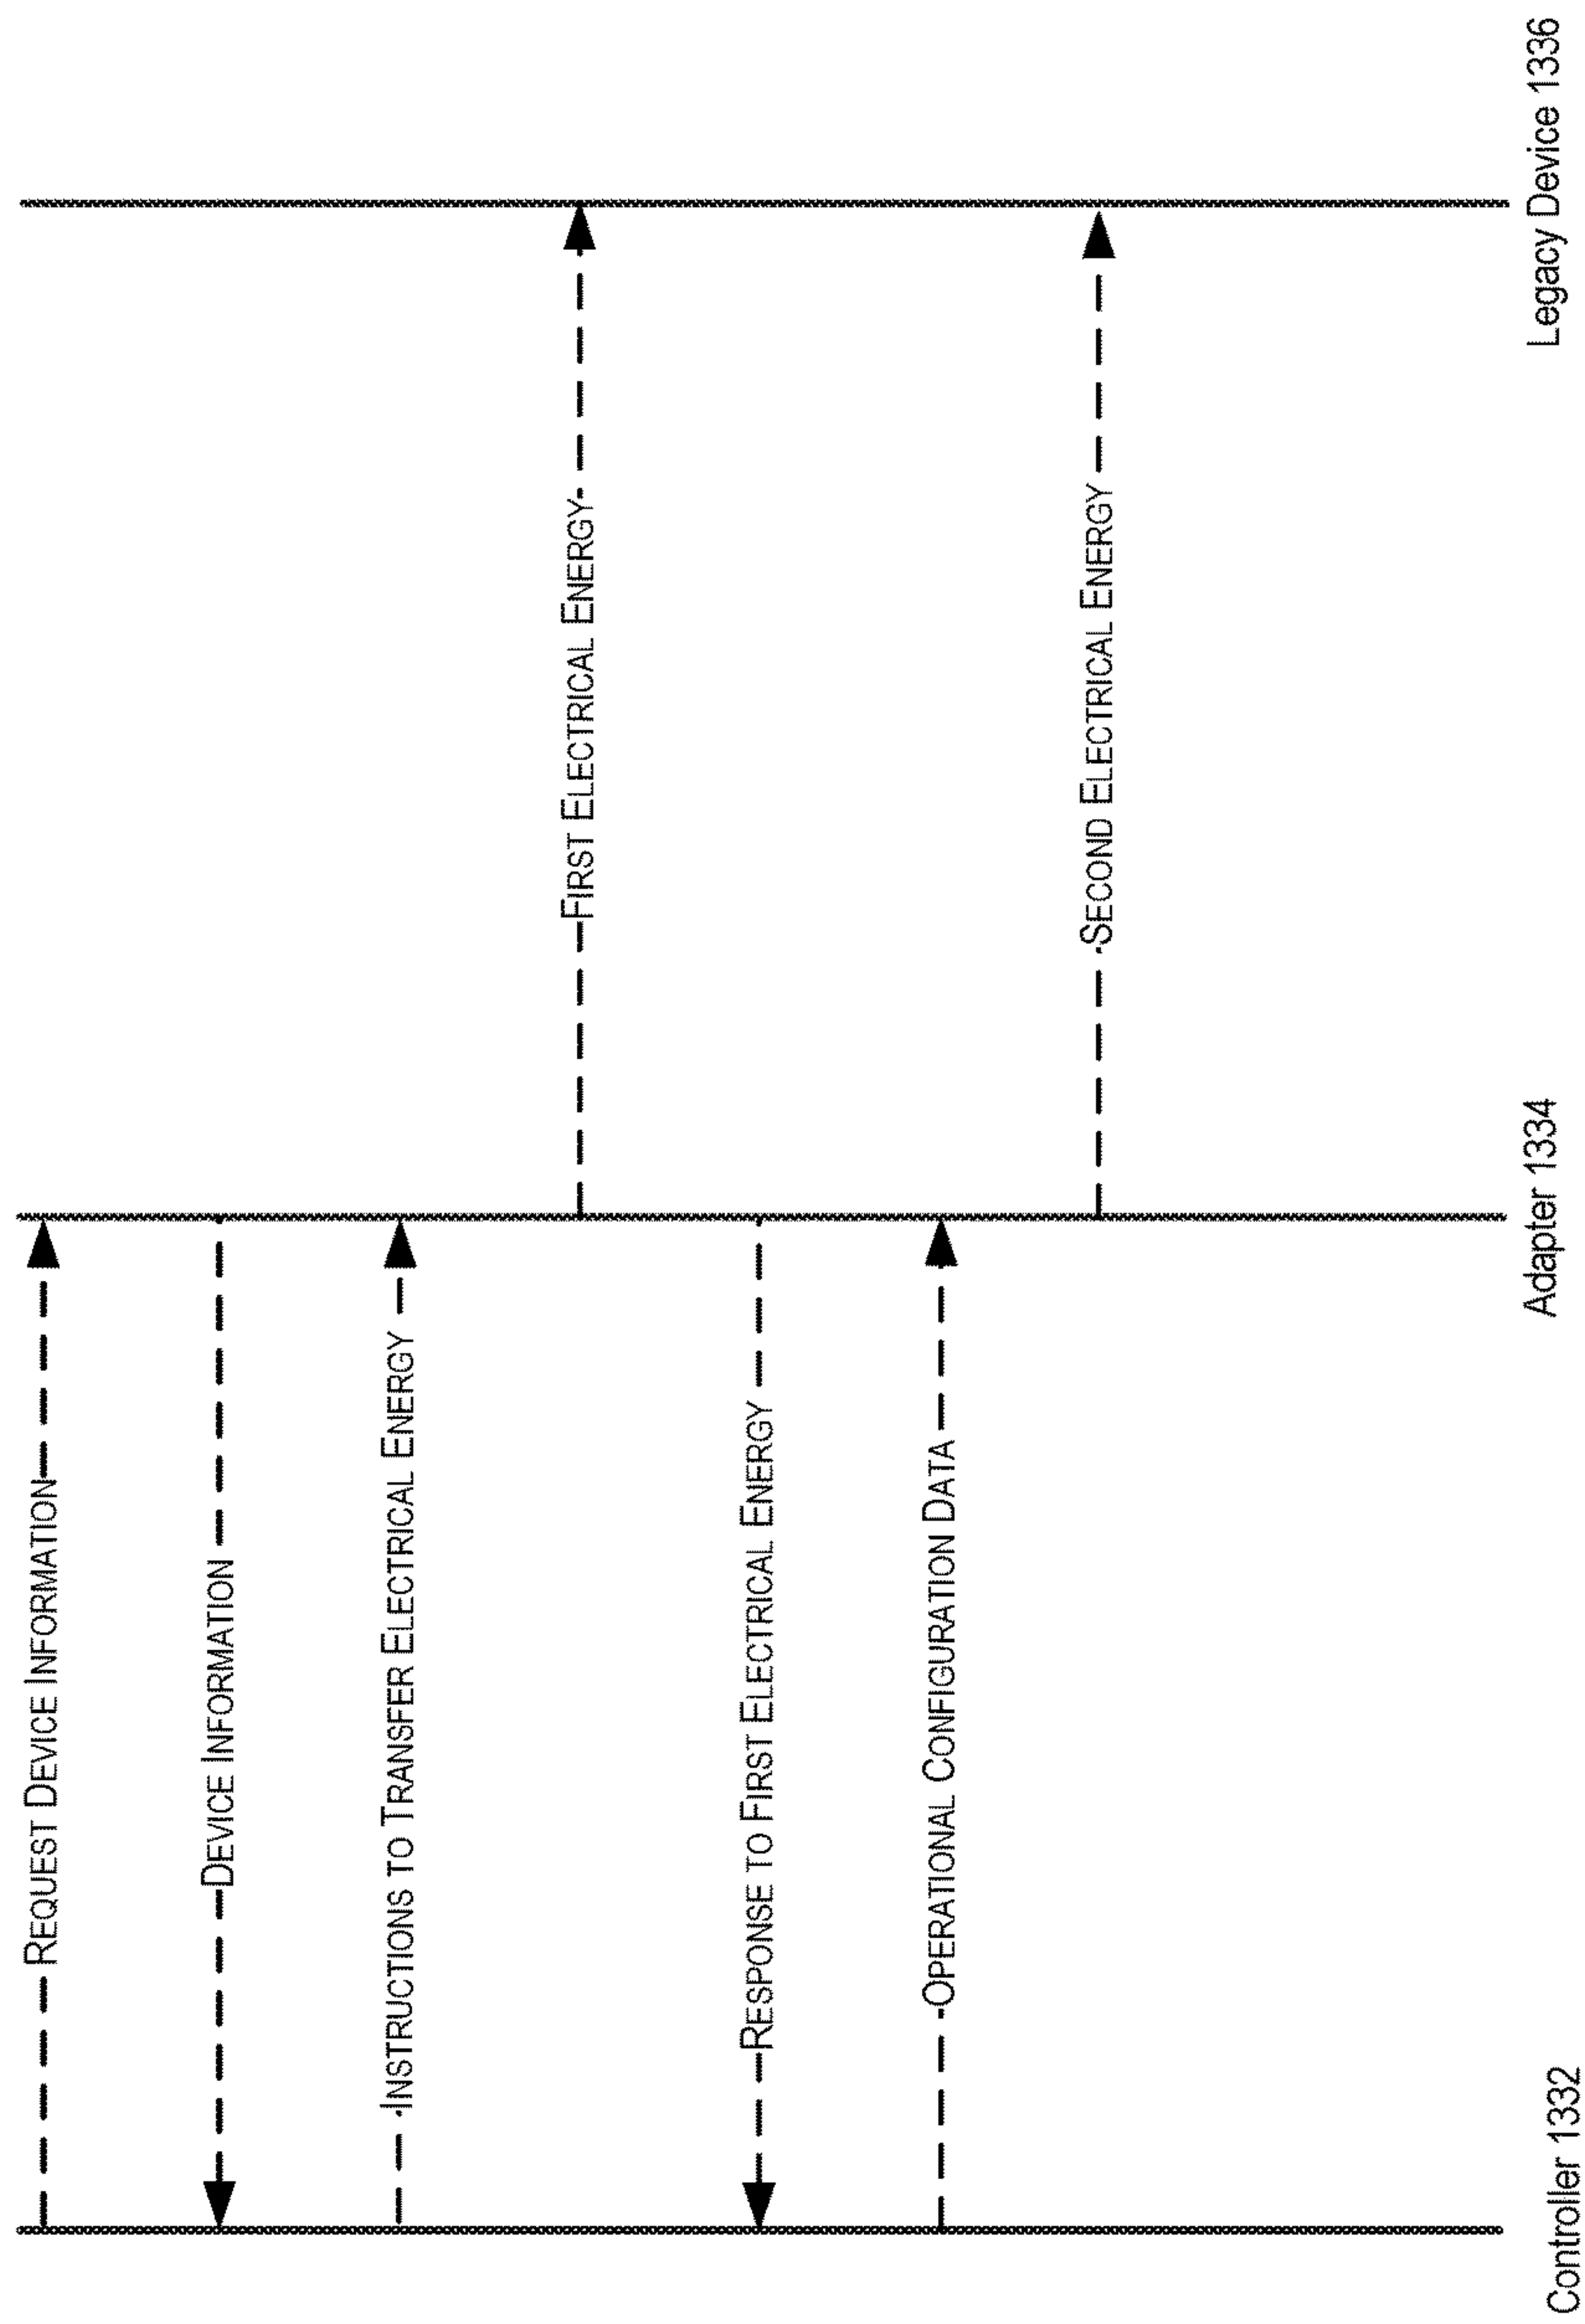 REQUEST DEVICE INFORMATION
DEVICE INFORMATION
INSTRUCTIONS TO TRANSFER ELECTRICAL ENERGY
FIRST ELECTRICAL ENERGY
RESPONSE TO FIRST ELECTRICAL ENERGY
OPERATIONAL CONFIGURATION DATA
SECOND ELECTRICAL ENERGY
Controller 1332
Adapter 1334
Legacy Device 1336